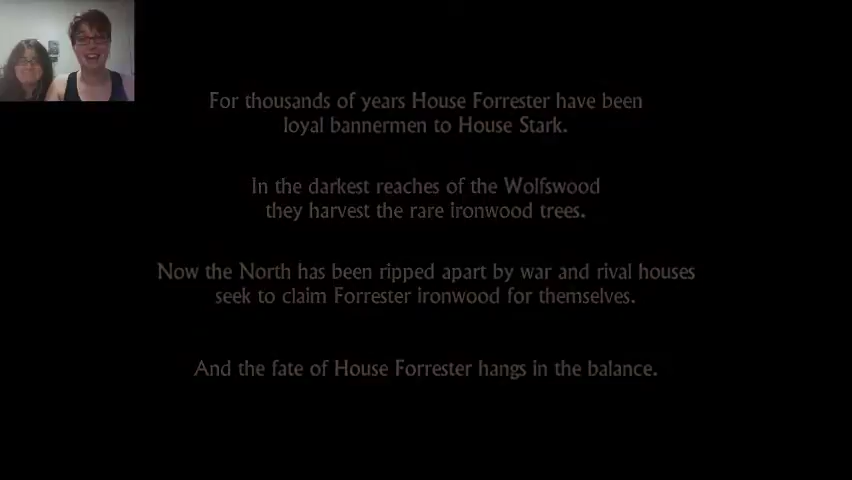 For thousands of years House Forrester have been
loyal bannermen to House Stark.
In the darkest reaches of the Wolfswood
they harvest the rare ironwood trees.
Now the North has been ripped apart by war and rival houses
seek to claim Forrester ironwood for themselves.
And the fate of House Forrester hangs in the balance.